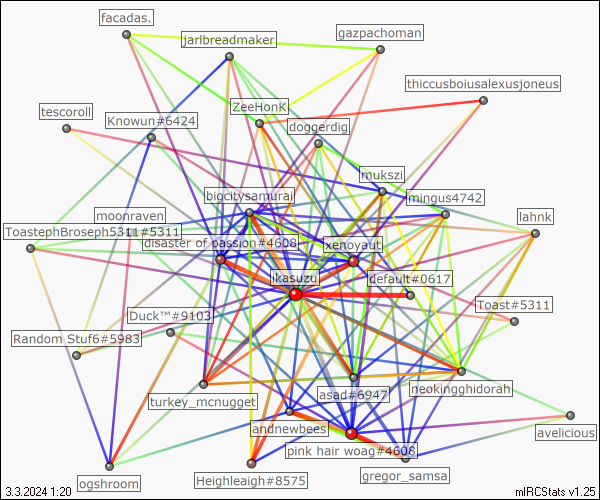 facadas.
jarlbreadmaker
gazpachoman
thiccusboiusalexusjoneus
tescoroll
Knowun#6424
ZeeHonK
doggerdig
mukszi
bigcitysamurai
mingus4742
moonraven
lahnk
ToastephBroseph5311#5311
disaster of passion#4608
xenoyaut
ikasuzu
default#0617
Duck™#9103
Toast#5311
Random Stuf6#5983
turkey_mcnugget
asad#6947
neokingghidorah
andnewbees
avelicious
pink hair woag#4608
ogshroom
Heighleaigh#8575
gregor_samsa
3.3.2024 1:20
mIRCStats v1.25